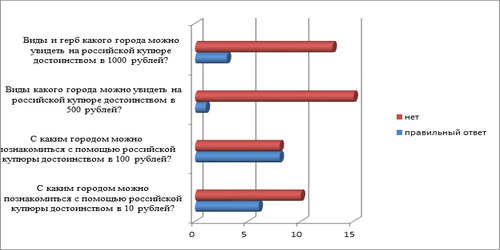 Виды и герб какого города можно
увидеть на российской купюре
достоинством в 1000 рублей?
Виды какого города можно увидеть на
российской купюре достоинством в
500 рублей?
С каким городом можно
познакомиться с помощью российской
купюры достоинством в 100 рублей?
С каким городом можно
познакомиться с помощью российской
купюры достоинством в 10 рублей?
0 5 10 15
нет
правильный ответ